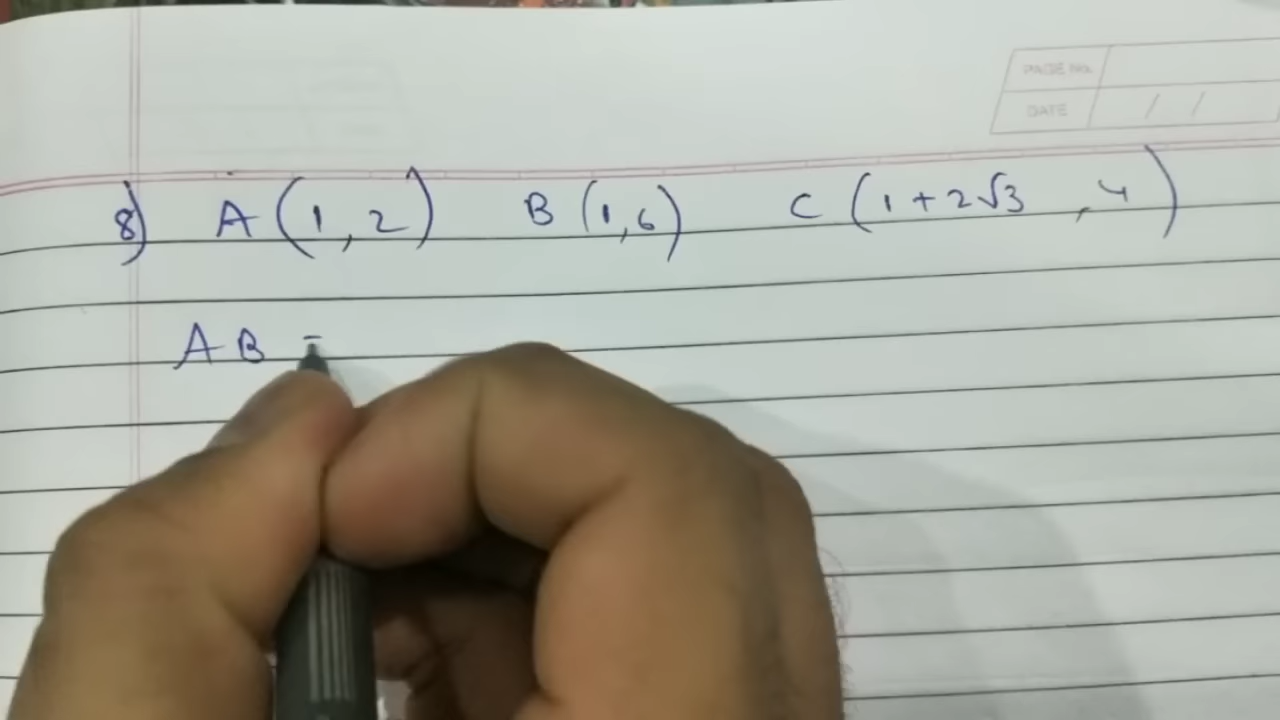 PAGE NO.
DATE / /
8) A (1, 2) B (1, 6) C (1 + 2√3 , 4)
AB =